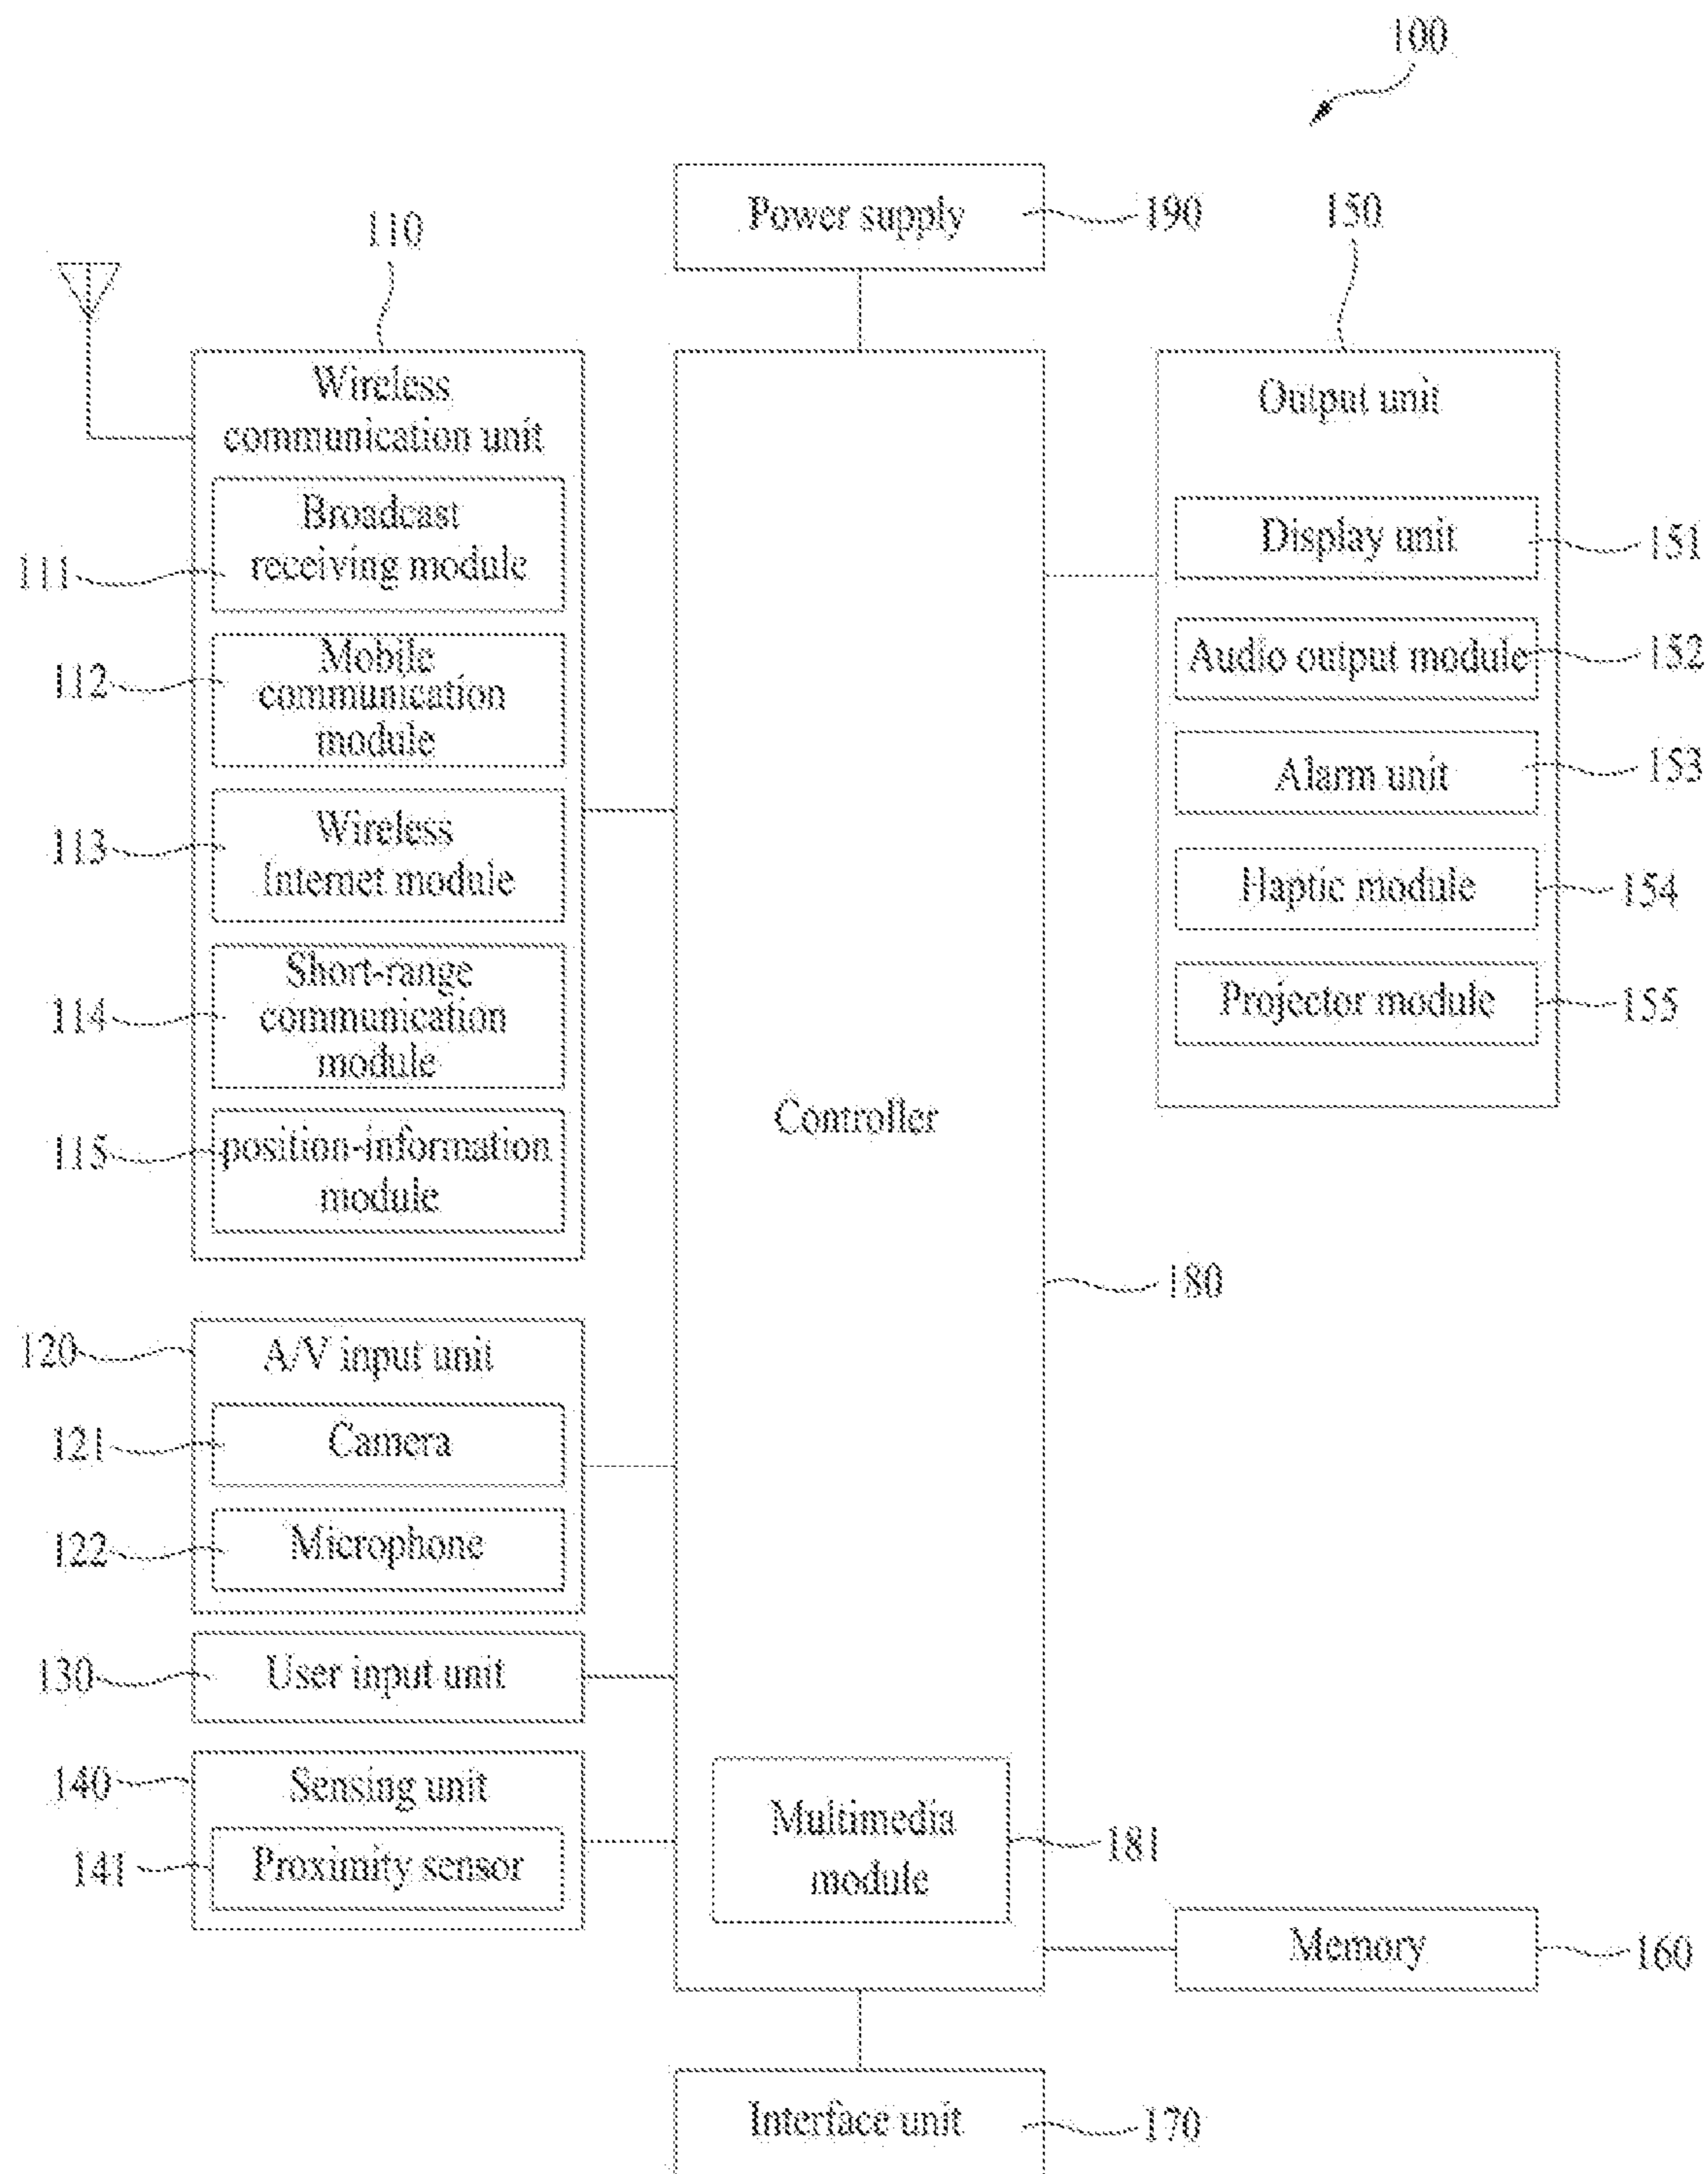 100
Power supply
190
150
110
Wireless
communication unit
Output unit
Broadcast
receiving module
111
Display unit
151
Mobile
communication
module
112
Audio output module
152
Alarm unit
153
Wireless
Internet module
113
Haptic module
154
Short-range
communication
module
114
Projector module
155
Controller
position-information
module
115
180
120
A/V input unit
Camera
121
Microphone
122
130
User input unit
140
Sensing unit
Proximity sensor
141
Multimedia
module
181
Memory
160
Interface unit
170